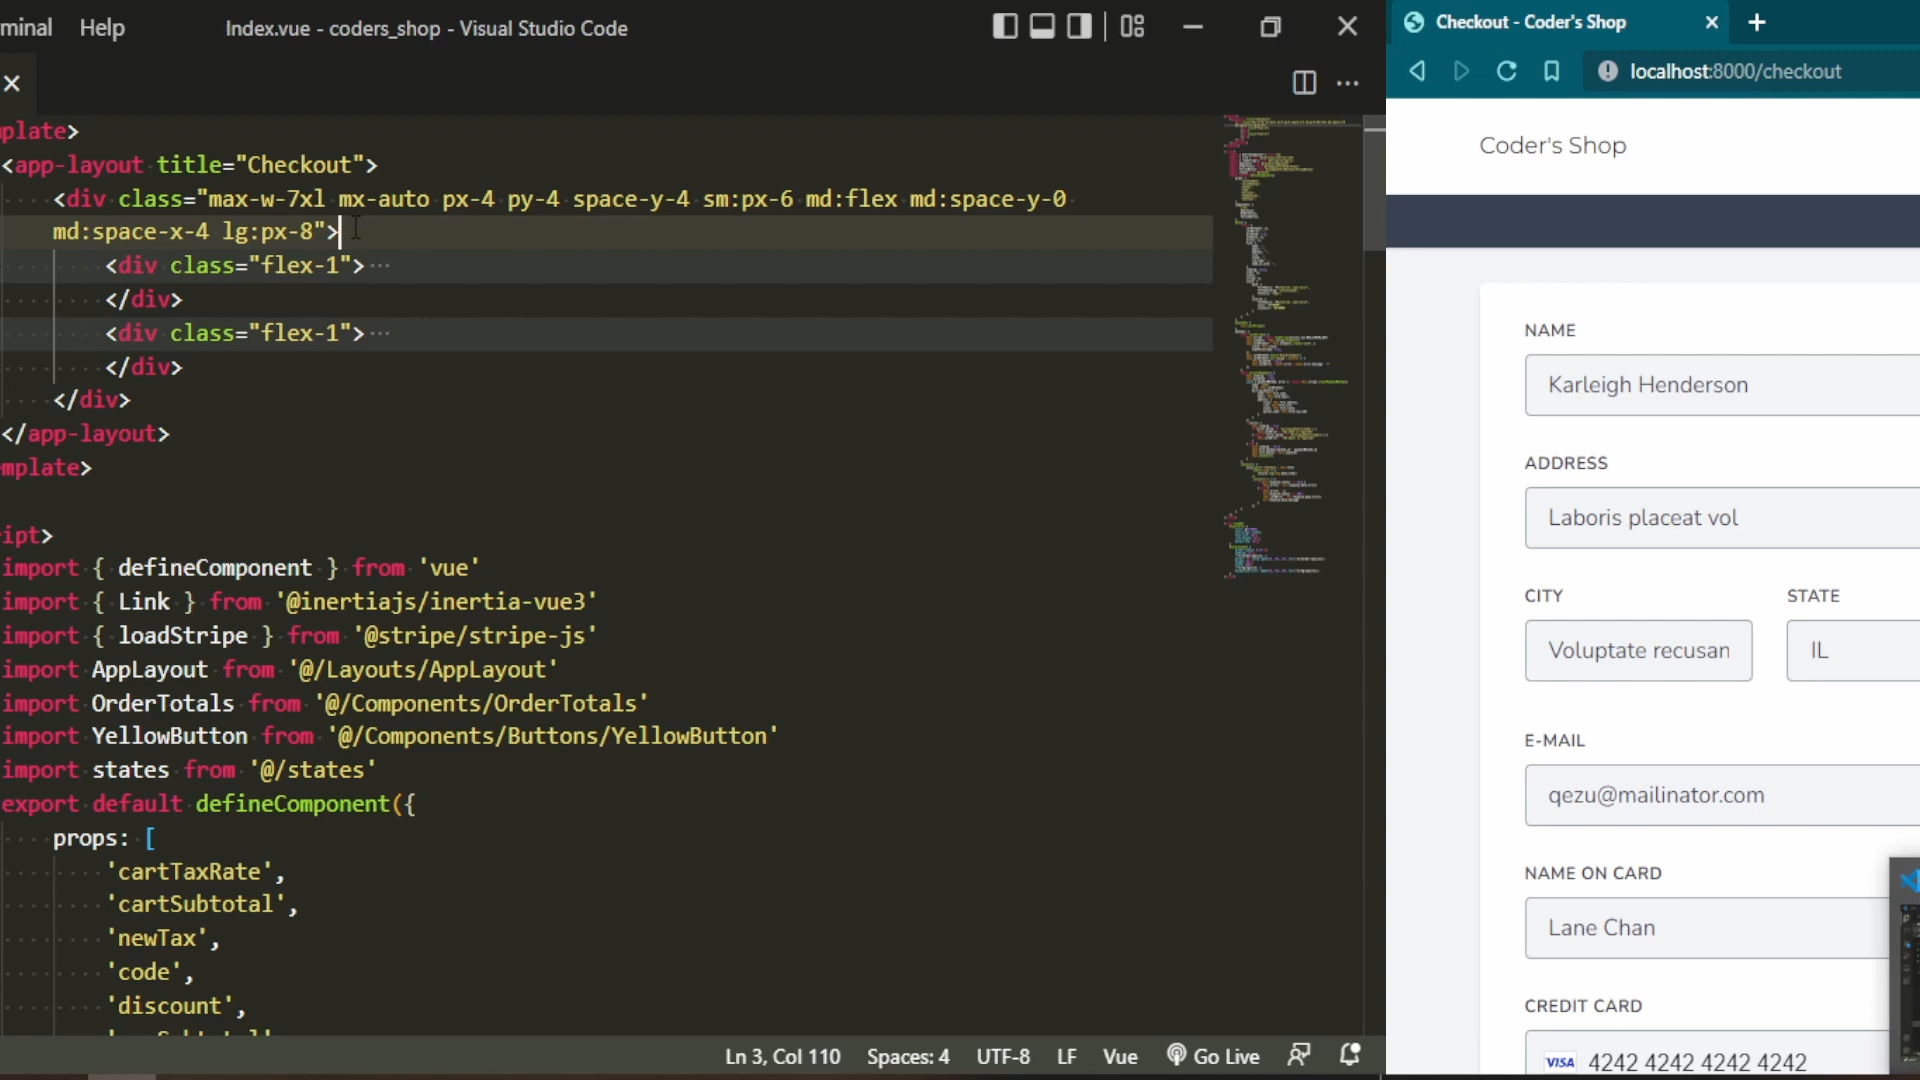 minal Help Index.vue - coders_shop - Visual Studio Code
plate>
<app-layout title="Checkout">
<div class="max-w-7xl mx-auto px-4 py-4 space-y-4 sm:px-6 md:flex md:space-y-0
md:space-x-4 lg:px-8">
<div class="flex-1">
</div>
<div class="flex-1">
</div>
</div>
</app-layout>
mplate>
ipt>
import { defineComponent } from 'vue'
import { Link } from '@inertiajs/inertia-vue3'
import { loadStripe } from '@stripe/stripe-js'
import AppLayout from '@/Layouts/AppLayout'
import OrderTotals from '@/Components/OrderTotals'
import YellowButton from '@/Components/Buttons/YellowButton'
import states from '@/states'
export default defineComponent({
props: [
'cartTaxRate',
'cartSubtotal',
'newTax',
'code',
'discount',
Ln 3, Col 110 Spaces: 4 UTF-8 LF Vue Go Live
Checkout - Coder's Shop
localhost:8000/checkout
Coder's Shop
NAME
Karleigh Henderson
ADDRESS
Laboris placeat vol
CITY STATE
Voluptate recusan IL
E-MAIL
qezu@mailinator.com
NAME ON CARD
Lane Chan
CREDIT CARD
VISA 4242 4242 4242 4242